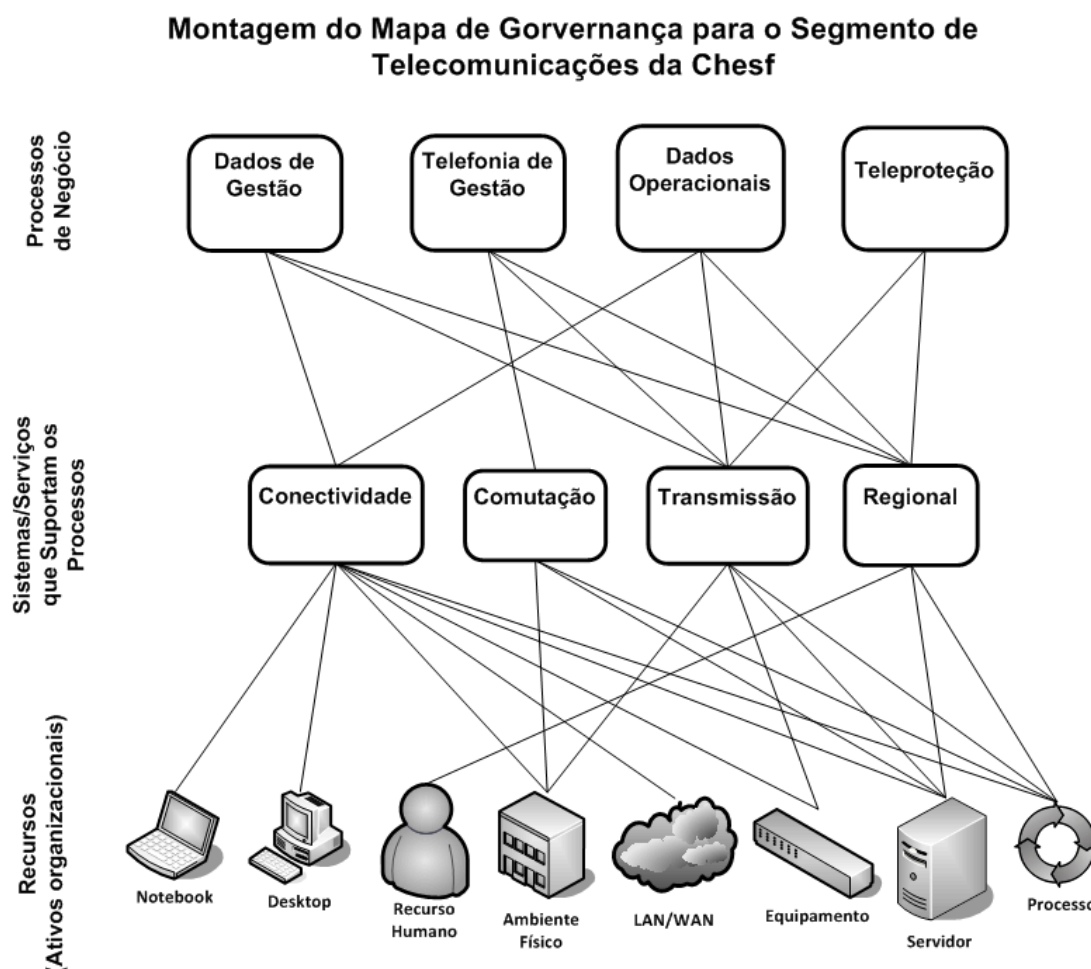 Montagem do Mapa de Gorvernança para o Segmento de
Telecomunicações da Chesf
Processos
de Negócio
Dados de
Gestão
Telefonia de
Gestão
Dados
Operacionais
Teleproteção
Sistemas/Serviços
que Suportam os
Processos
Conectividade
Comutação
Transmissão
Regional
Recursos
(Ativos organizacionais)
Notebook
Desktop
Recurso
Humano
Ambiente
Físico
LAN/WAN
Equipamento
Servidor
Processo